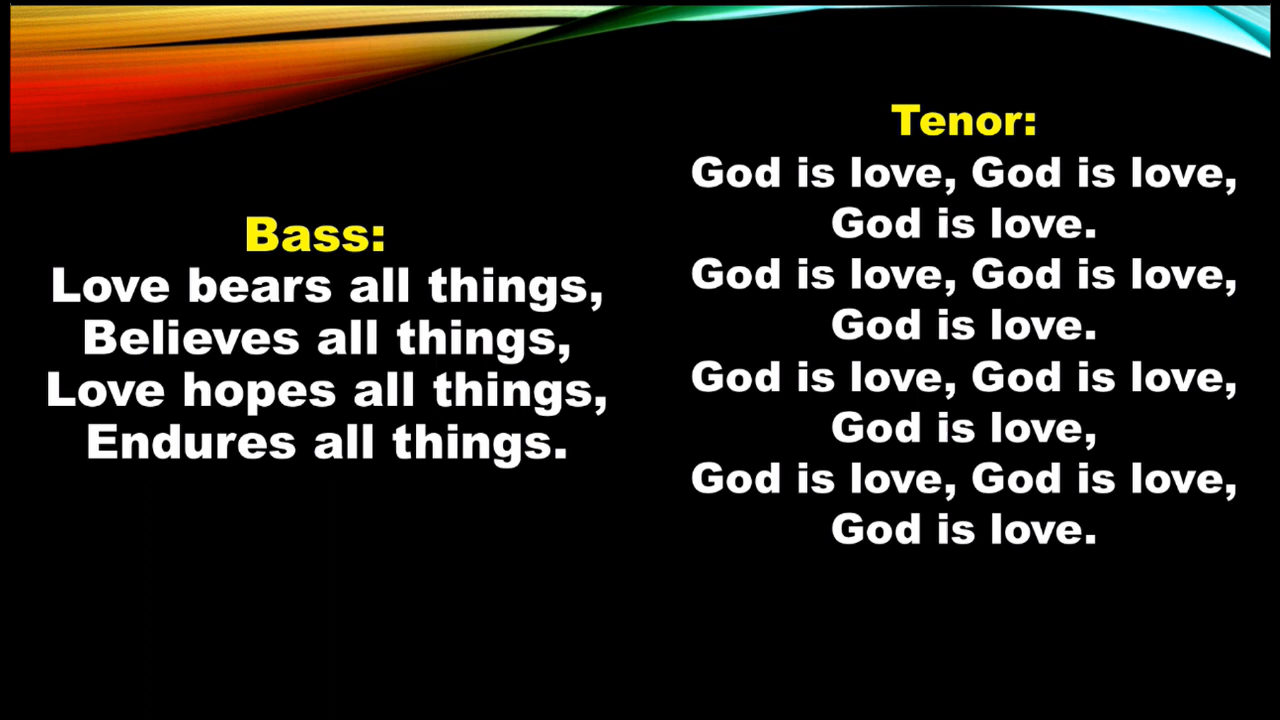 Bass:
Love bears all things,
Believes all things,
Love hopes all things,
Endures all things.
Tenor:
God is love, God is love,
God is love.
God is love, God is love,
God is love.
God is love, God is love,
God is love,
God is love, God is love,
God is love.